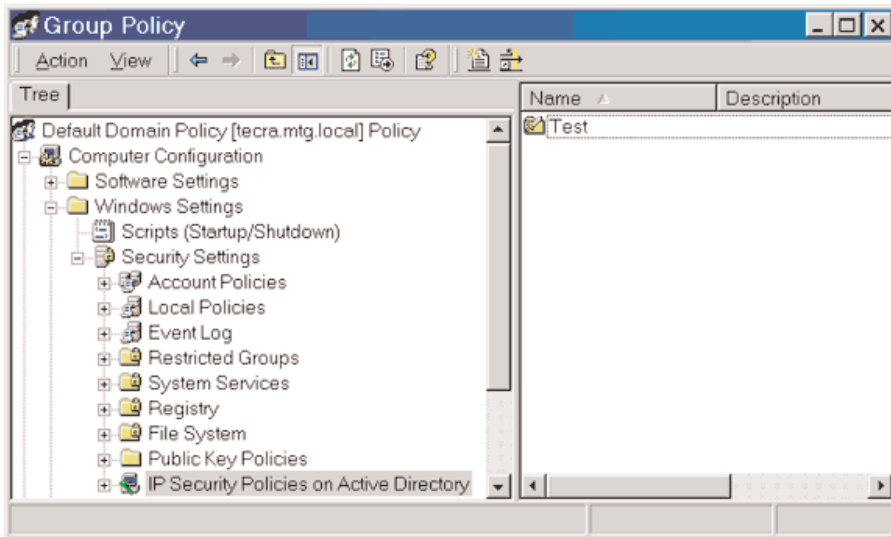 Group Policy
Action View
Tree
Name Description
Default Domain Policy [tecra.mtg.local] Policy
Computer Configuration
Software Settings
Windows Settings
Scripts (Startup/Shutdown)
Security Settings
Account Policies
Local Policies
Event Log
Restricted Groups
System Services
Registry
File System
Public Key Policies
IP Security Policies on Active Directory
Test